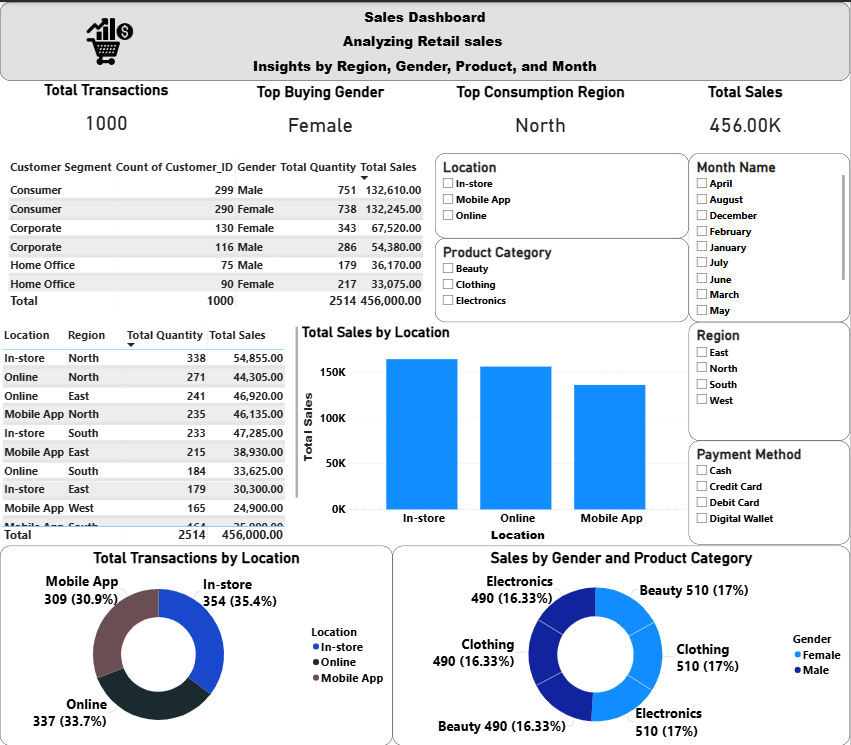 Sales Dashboard
Analyzing Retail sales
Insights by Region, Gender, Product, and Month
Total Transactions
1000
Top Buying Gender
Female
Top Consumption Region
North
Total Sales
456.00K
Customer Segment Count of Customer_ID Gender Total Quantity Total Sales
Consumer 299 Male 751 132,610.00
Consumer 290 Female 738 132,245.00
Corporate 130 Female 343 67,520.00
Corporate 116 Male 286 54,380.00
Home Office 75 Male 179 36,170.00
Home Office 90 Female 217 33,075.00
Total 1000 2514 456,000.00
Location
In-store
Mobile App
Online
Product Category
Beauty
Clothing
Electronics
Month Name
April
August
December
February
January
July
June
March
May
Location Region Total Quantity Total Sales
In-store North 338 54,855.00
Online North 271 44,305.00
Online East 241 46,920.00
Mobile App North 235 46,135.00
In-store South 233 47,285.00
Mobile App East 215 38,930.00
Online South 184 33,625.00
In-store East 179 30,300.00
Mobile App West 165 24,900.00
Mobile App South
Total 2514 456,000.00
Total Sales by Location
Total Sales
150K
100K
50K
0K
In-store
Online
Mobile App
Location
Region
East
North
South
West
Payment Method
Cash
Credit Card
Debit Card
Digital Wallet
Total Transactions by Location
Mobile App
309 (30.9%)
In-store
354 (35.4%)
Online
337 (33.7%)
Location
In-store
Online
Mobile App
Sales by Gender and Product Category
Electronics
490 (16.33%)
Beauty 510 (17%)
Clothing
490 (16.33%)
Clothing
510 (17%)
Beauty 490 (16.33%)
Electronics
510 (17%)
Gender
Female
Male